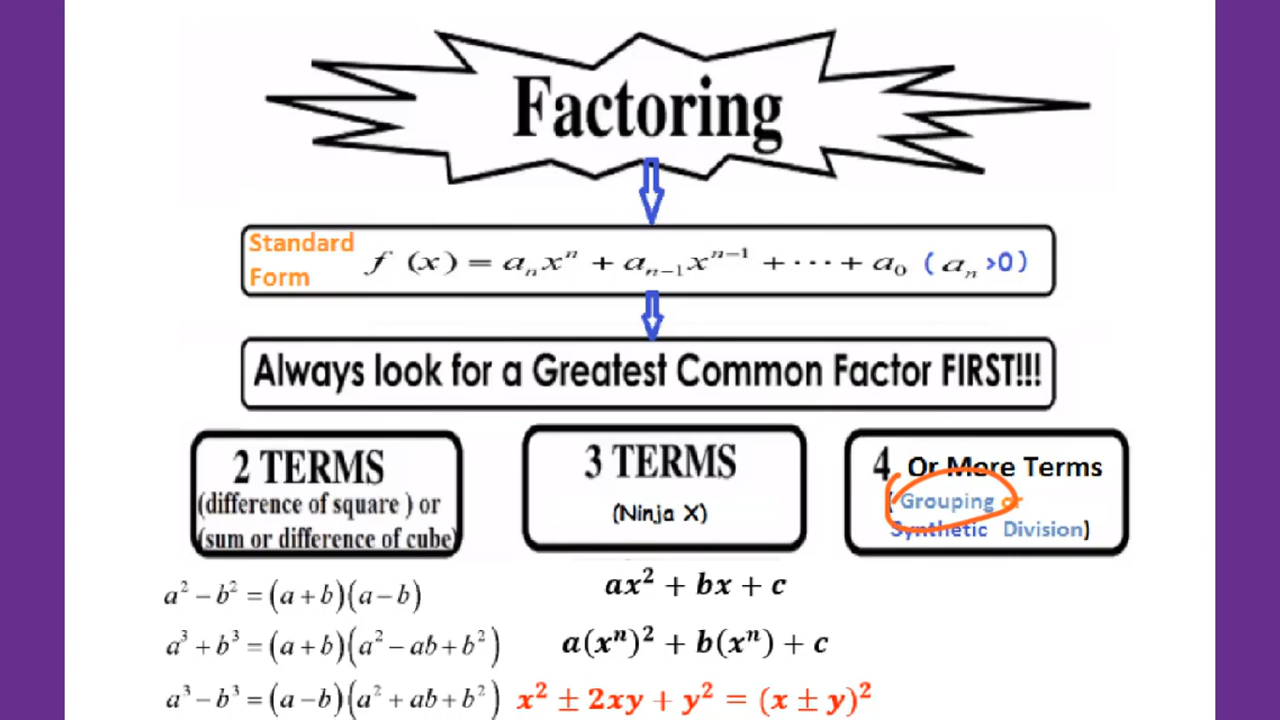 Factoring
Standard Form f (x) = aₙxⁿ + aₙ₋₁xⁿ⁻¹ + ··· + a₀ ( aₙ >0 )
Always look for a Greatest Common Factor FIRST!!!
2 TERMS
(difference of square ) or
(sum or difference of cube)
3 TERMS
(Ninja X)
4 Or More Terms
( Grouping or
Synthetic Division)
a² − b² = (a + b)(a − b)
a³ + b³ = (a + b)(a² − ab + b²)
a³ − b³ = (a − b)(a² + ab + b²)
ax² + bx + c
a(xⁿ)² + b(xⁿ) + c
x² ± 2xy + y² = (x ± y)²